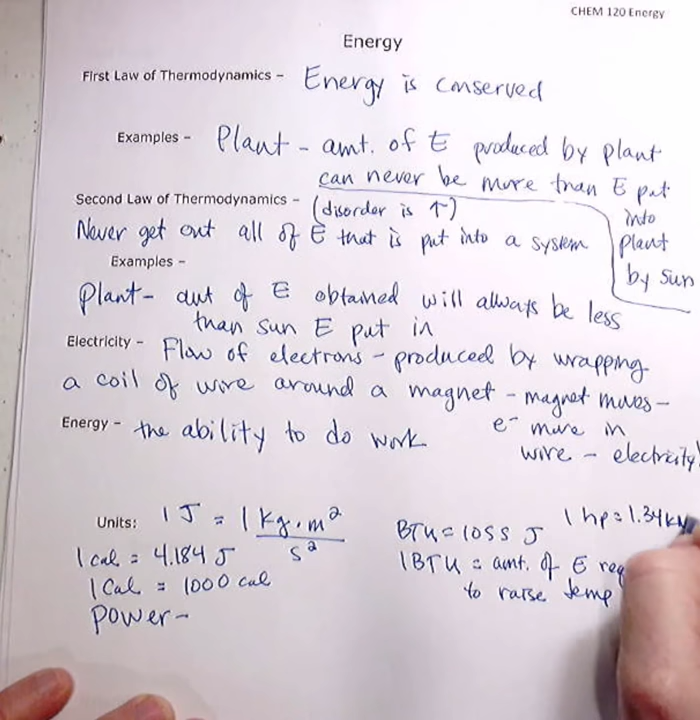 CHEM 120 Energy
Energy
First Law of Thermodynamics - Energy is conserved
Examples - Plant - amt. of E produced by plant
can never be more than E put
into
plant
by sun
Second Law of Thermodynamics - (disorder is ↑)
Never get out all of E that is put into a system
Examples -
Plant - amt of E obtained will always be less
than sun E put in
Electricity - Flow of electrons - produced by wrapping
a coil of wire around a magnet - magnet moves -
e⁻ move in
wire - electricity
Energy - the ability to do work
Units: 1 J = 1 kg · m²
s²
1 cal = 4.184 J
1 Cal = 1000 cal
Power -
BTU = 1055 J
1 hp = 1.34 kW
1 BTU = amt. of E req
to raise temp